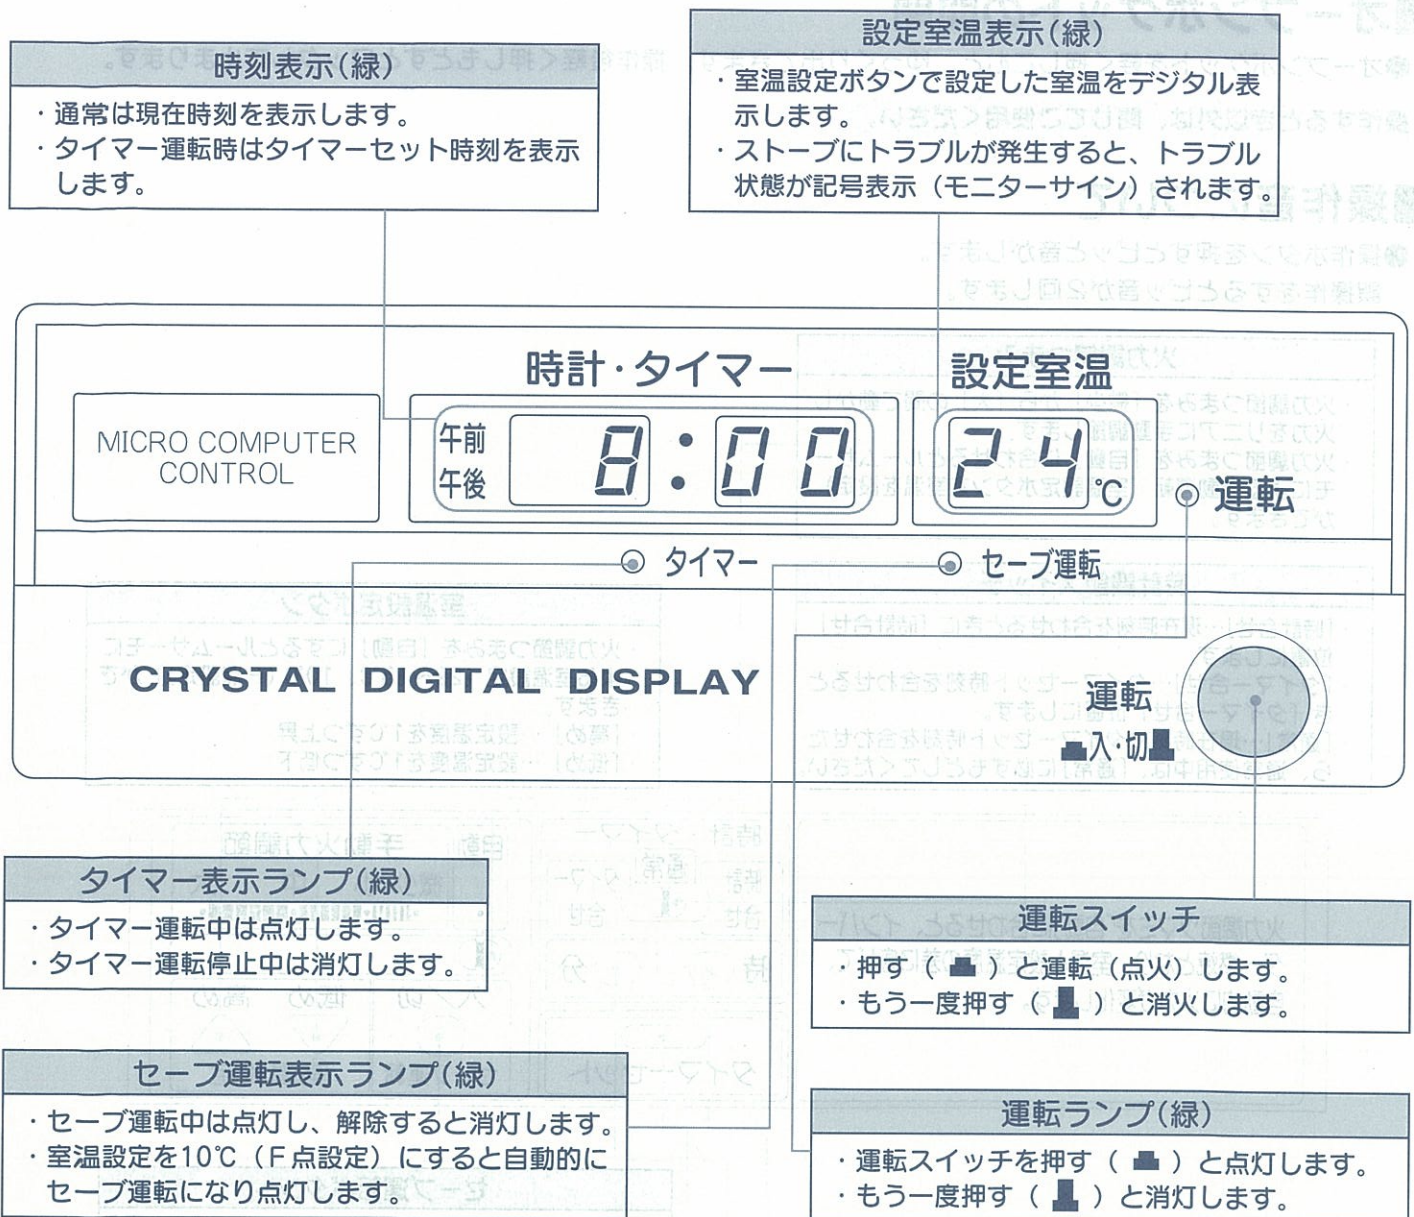 時刻表示(緑)
・通常は現在時刻を表示します。
・タイマー運転時はタイマーセット時刻を表示
します。
設定室温表示(緑)
・室温設定ボタンで設定した室温をデジタル表
示します。
・ストーブにトラブルが発生すると、トラブル
状態が記号表示(モニターサイン)されます。
時計・タイマー
設定室温
MICRO COMPUTER
CONTROL
午前
午後
8:00
24℃
運転
タイマー
セーブ運転
CRYSTAL DIGITAL DISPLAY
運転
入・切
タイマー表示ランプ(緑)
・タイマー運転中は点灯します。
・タイマー運転停止中は消灯します。
運転スイッチ
・押す( )と運転(点火)します。
・もう一度押す( )と消火します。
セーブ運転表示ランプ(緑)
・セーブ運転中は点灯し、解除すると消灯します。
・室温設定を10℃(F点設定)にすると自動的に
セーブ運転になり点灯します。
運転ランプ(緑)
・運転スイッチを押す( )と点灯します。
・もう一度押す( )と消灯します。